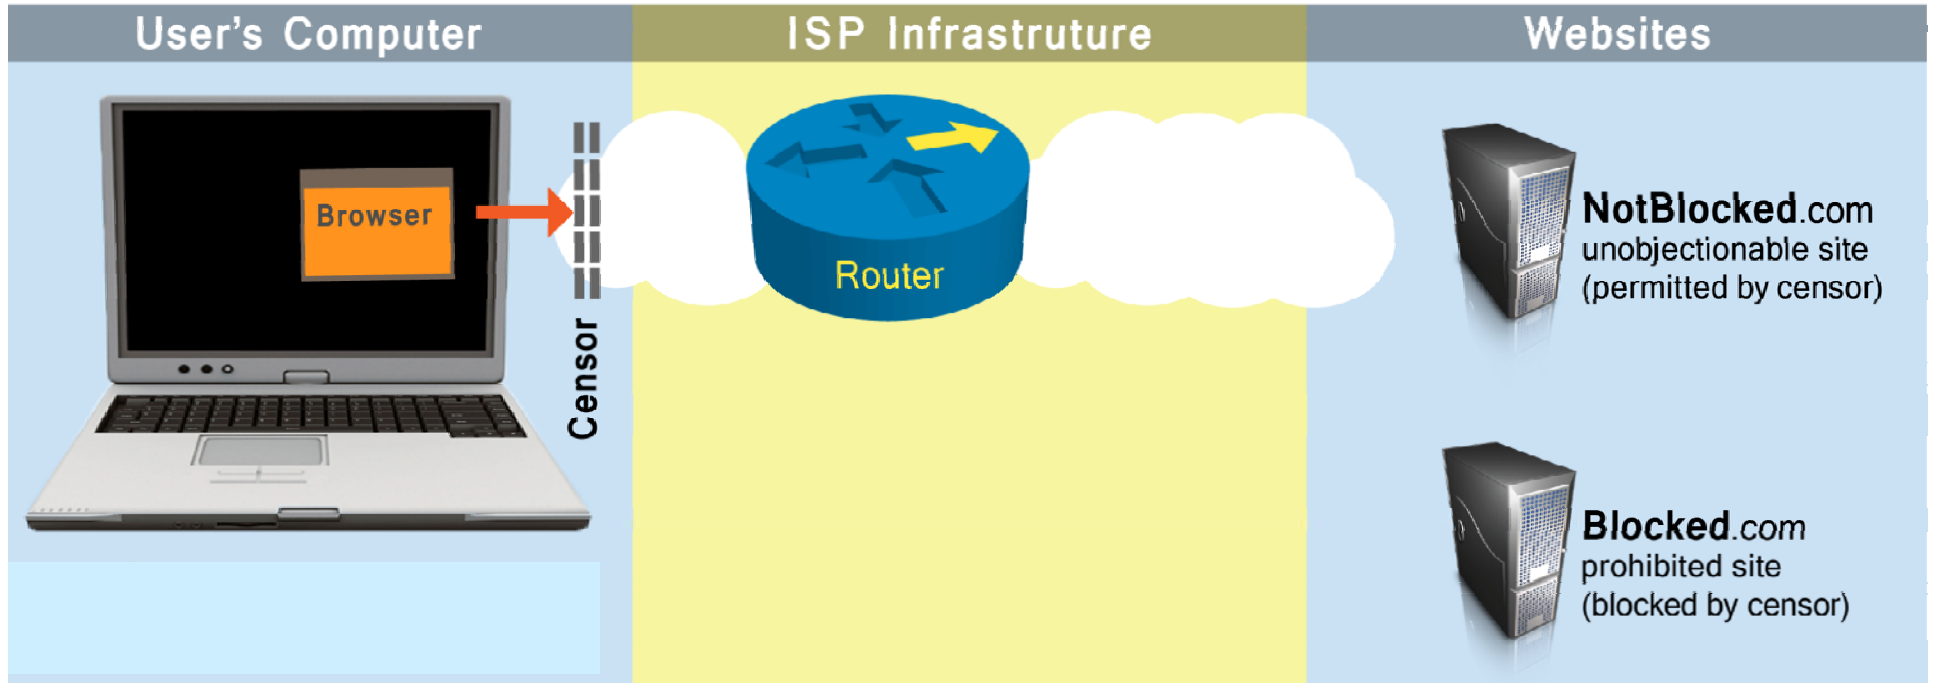 User's Computer
ISP Infrastruture
Websites
Browser
Censor
Router
NotBlocked.com
unobjectionable site
(permitted by censor)
Blocked.com
prohibited site
(blocked by censor)